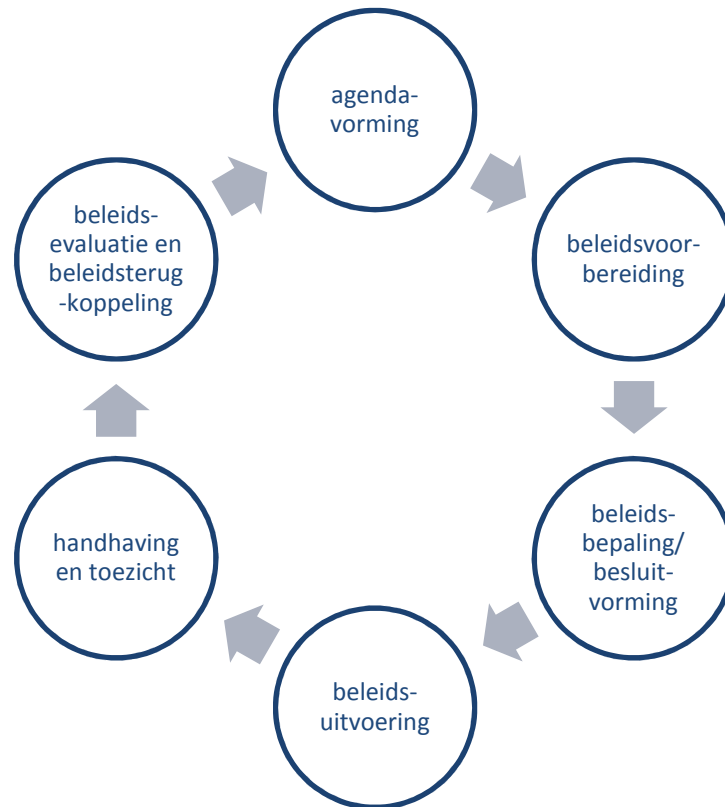 agenda-
vorming
beleidsvoor-
bereiding
beleids-
bepaling/
besluit-
vorming
beleids-
uitvoering
handhaving
en toezicht
beleids-
evaluatie en
beleidsterug
-koppeling